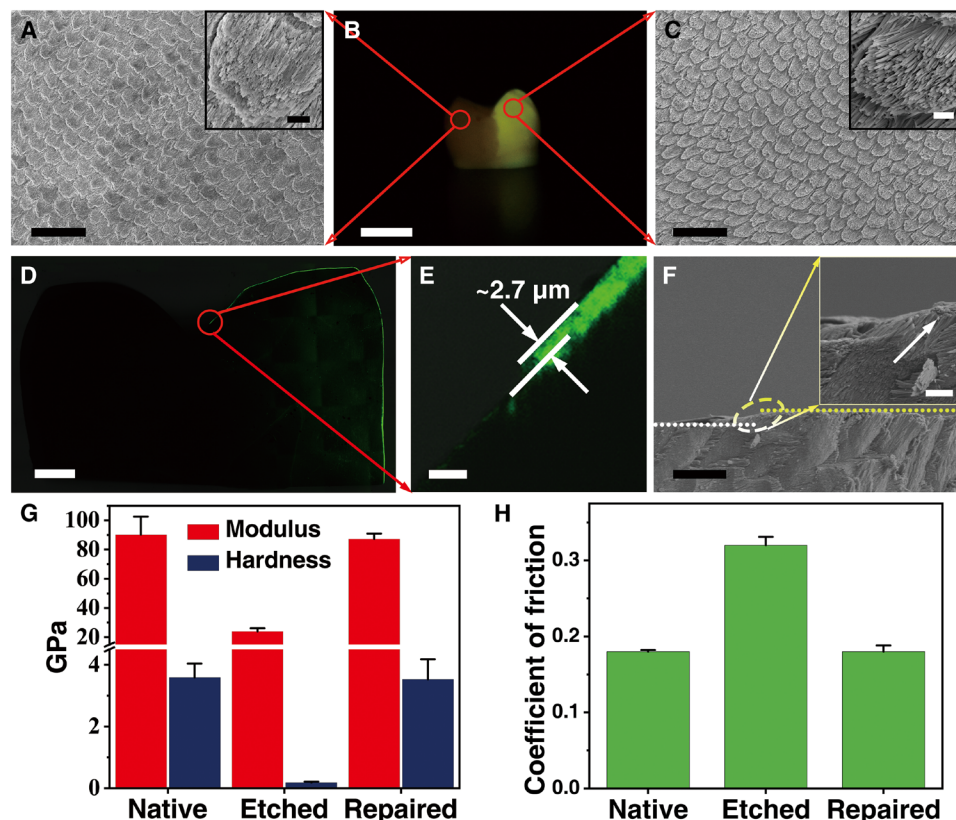 A
B
C
D
E
~2.7 µm
F
G
Modulus
Hardness
GPa
100
80
60
40
20
4
2
0
Native Etched Repaired
H
Coefficient of friction
0.3
0.2
0.1
0.0
Native Etched Repaired